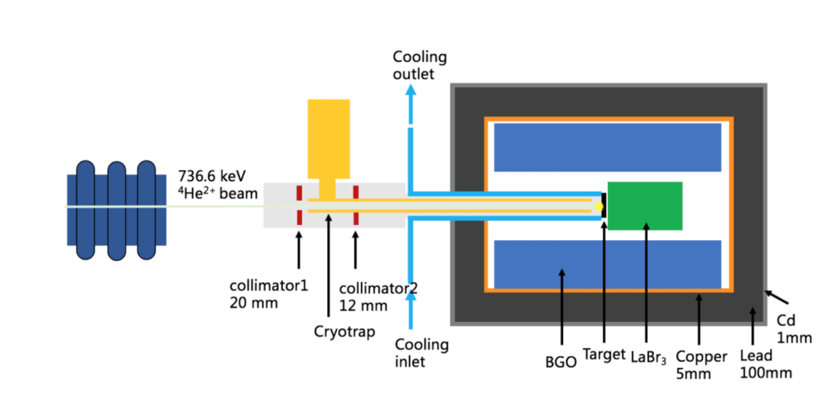 Cooling
outlet
736.6 keV
⁴He²⁺ beam
collimator1
20 mm
collimator2
12 mm
Cryotrap
Cooling
inlet
BGO
Target
LaBr₃
Copper
5mm
Lead
100mm
Cd
1mm